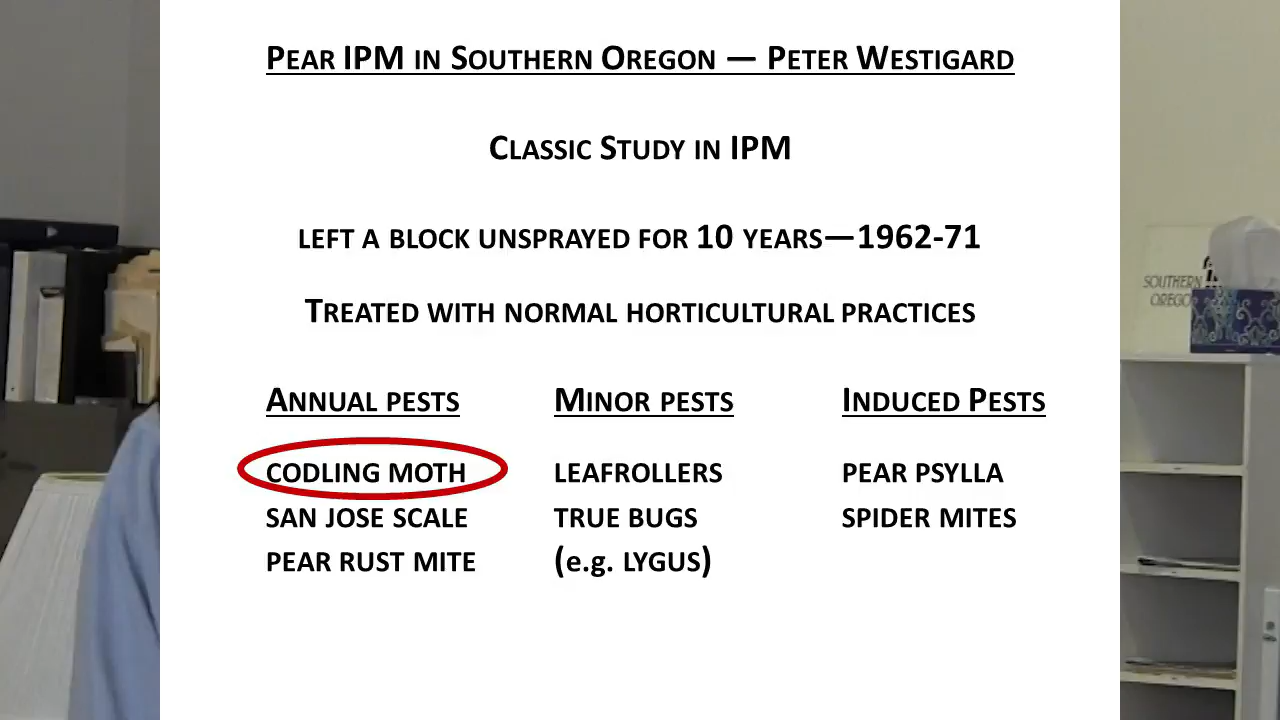 PEAR IPM IN SOUTHERN OREGON — PETER WESTIGARD
CLASSIC STUDY IN IPM
LEFT A BLOCK UNSPRAYED FOR 10 YEARS—1962-71
TREATED WITH NORMAL HORTICULTURAL PRACTICES
ANNUAL PESTS MINOR PESTS INDUCED PESTS
CODLING MOTH LEAFROLLERS PEAR PSYLLA
SAN JOSE SCALE TRUE BUGS SPIDER MITES
PEAR RUST MITE (e.g. LYGUS)
SOUTHERN
OREGON